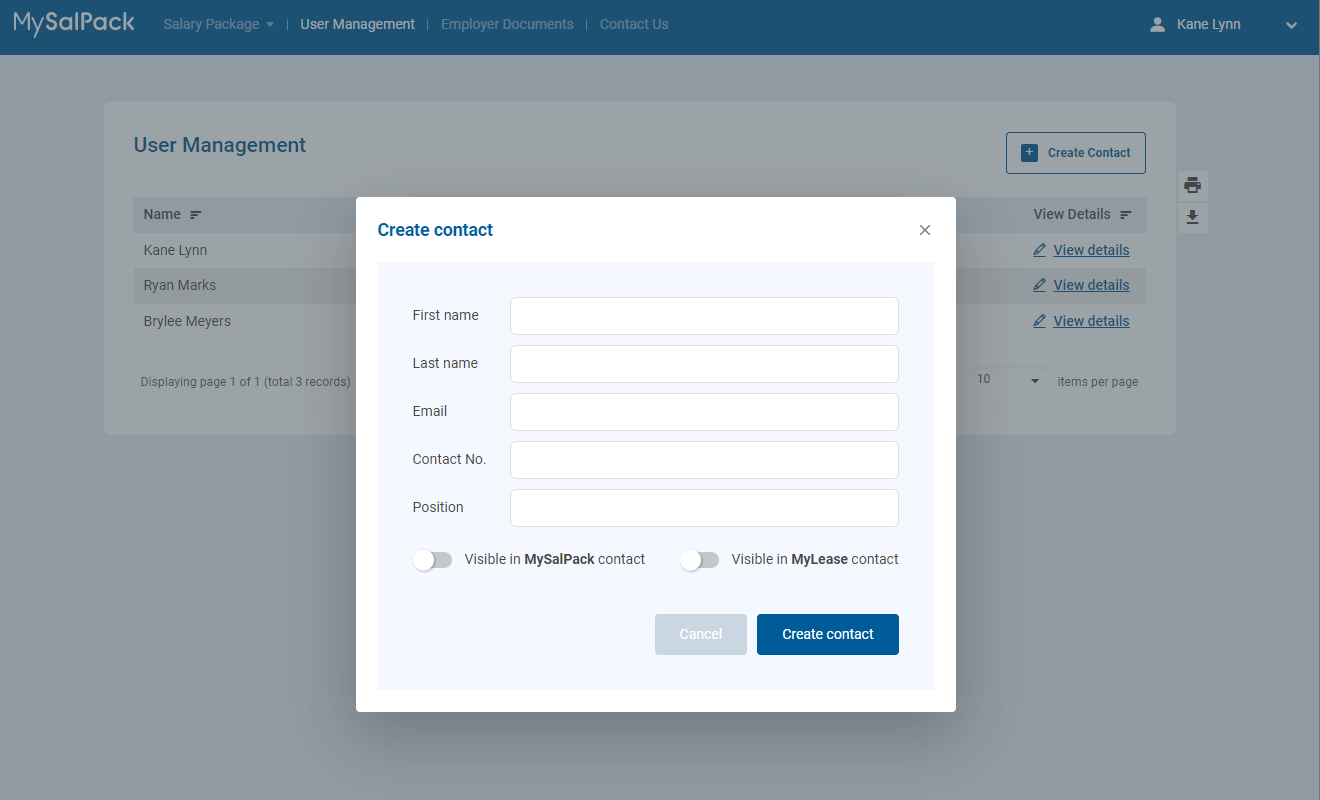 MySalPack Salary Package | User Management | Employer Documents | Contact Us Kane Lynn
User Management
+ Create Contact
Name View Details
Kane Lynn View details
Ryan Marks View details
Brylee Meyers View details
Displaying page 1 of 1 (total 3 records) 10 items per page
Create contact
First name
Last name
Email
Contact No.
Position
Visible in MySalPack contact Visible in MyLease contact
Cancel Create contact